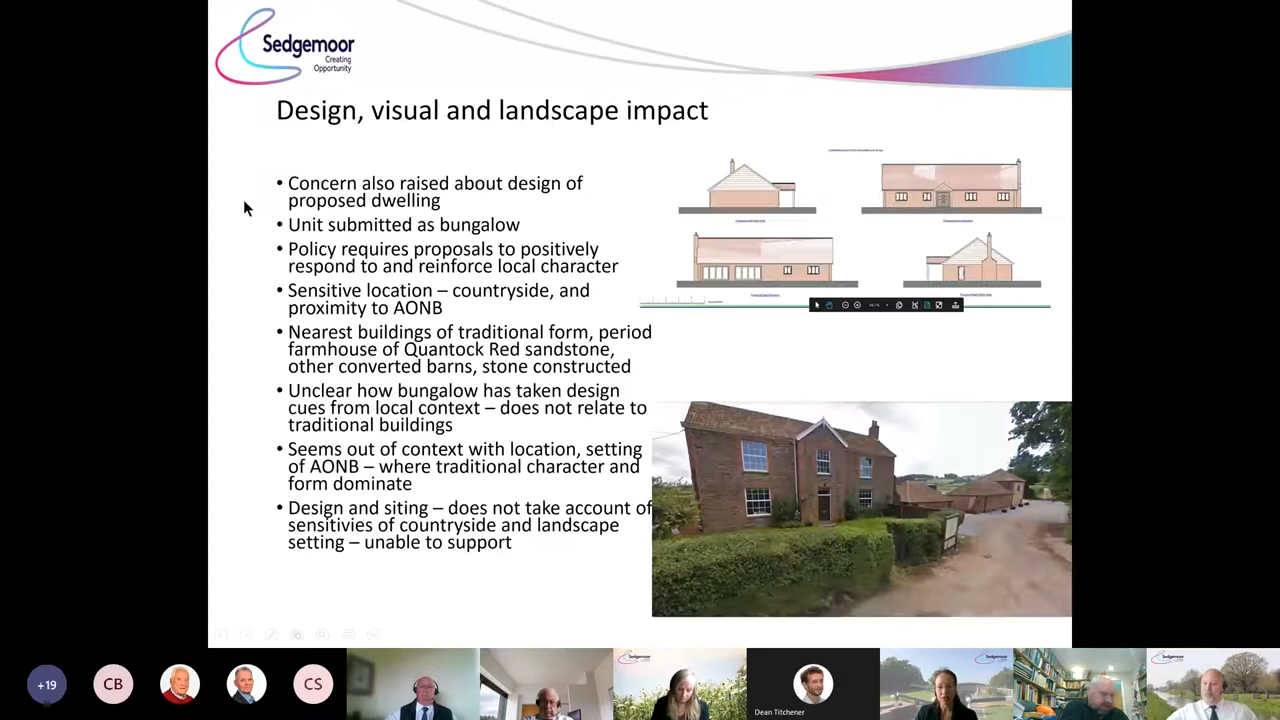 Sedgemoor
Creating
Opportunity
Design, visual and landscape impact
• Concern also raised about design of
proposed dwelling
• Unit submitted as bungalow
• Policy requires proposals to positively
respond to and reinforce local character
• Sensitive location – countryside, and
proximity to AONB
• Nearest buildings of traditional form, period
farmhouse of Quantock Red sandstone,
other converted barns, stone constructed
• Unclear how bungalow has taken design
cues from local context – does not relate to
traditional buildings
• Seems out of context with location, setting
of AONB – where traditional character and
form dominate
• Design and siting – does not take account of
sensitivies of countryside and landscape
setting – unable to support
+19
CB
CS
Sedgemoor
Dean Titchener
Sedgemoor
Sedgemoor
Sedgemoor